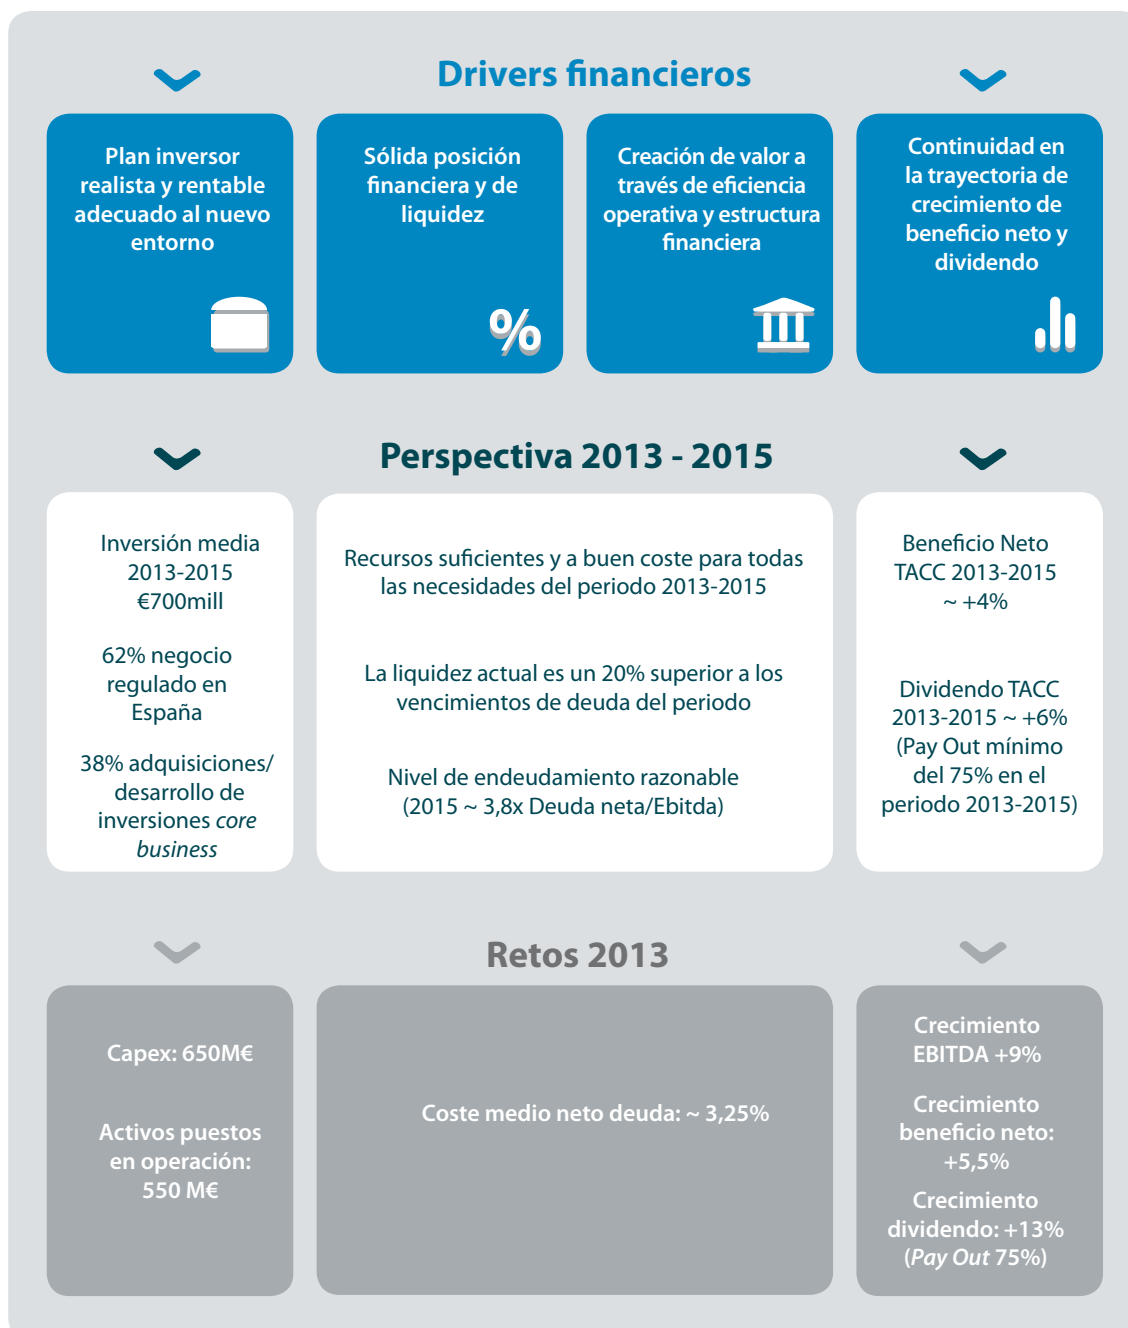 Drivers financieros
Plan inversor
realista y rentable
adecuado al nuevo
entorno
Sólida posición
financiera y de
liquidez
%
Creación de valor a
través de eficiencia
operativa y estructura
financiera
Continuidad en
la trayectoria de
crecimiento de
beneficio neto y
dividendo
Perspectiva 2013 - 2015
Inversión media
2013-2015
€700mill
62% negocio
regulado en
España
38% adquisiciones/
desarrollo de
inversiones core
business
Recursos suficientes y a buen coste para todas
las necesidades del periodo 2013-2015
La liquidez actual es un 20% superior a los
vencimientos de deuda del periodo
Nivel de endeudamiento razonable
(2015 ~ 3,8x Deuda neta/Ebitda)
Beneficio Neto
TACC 2013-2015
~ +4%
Dividendo TACC
2013-2015 ~ +6%
(Pay Out mínimo
del 75% en el
periodo 2013-2015)
Retos 2013
Capex: 650M€
Activos puestos
en operación:
550 M€
Coste medio neto deuda: ~ 3,25%
Crecimiento
EBITDA +9%
Crecimiento
beneficio neto:
+5,5%
Crecimiento
dividendo: +13%
(Pay Out 75%)